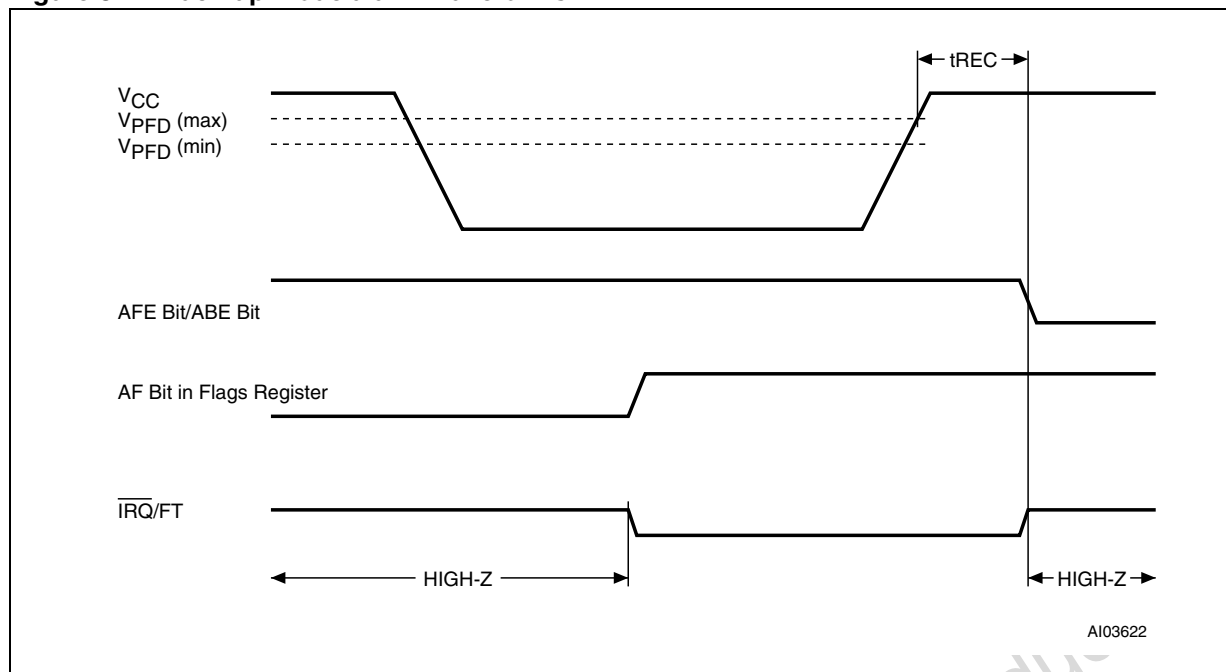 tREC
VCC
VPFD (max)
VPFD (min)
AFE Bit/ABE Bit
AF Bit in Flags Register
IRQ/FT
HIGH-Z
HIGH-Z
AI03622